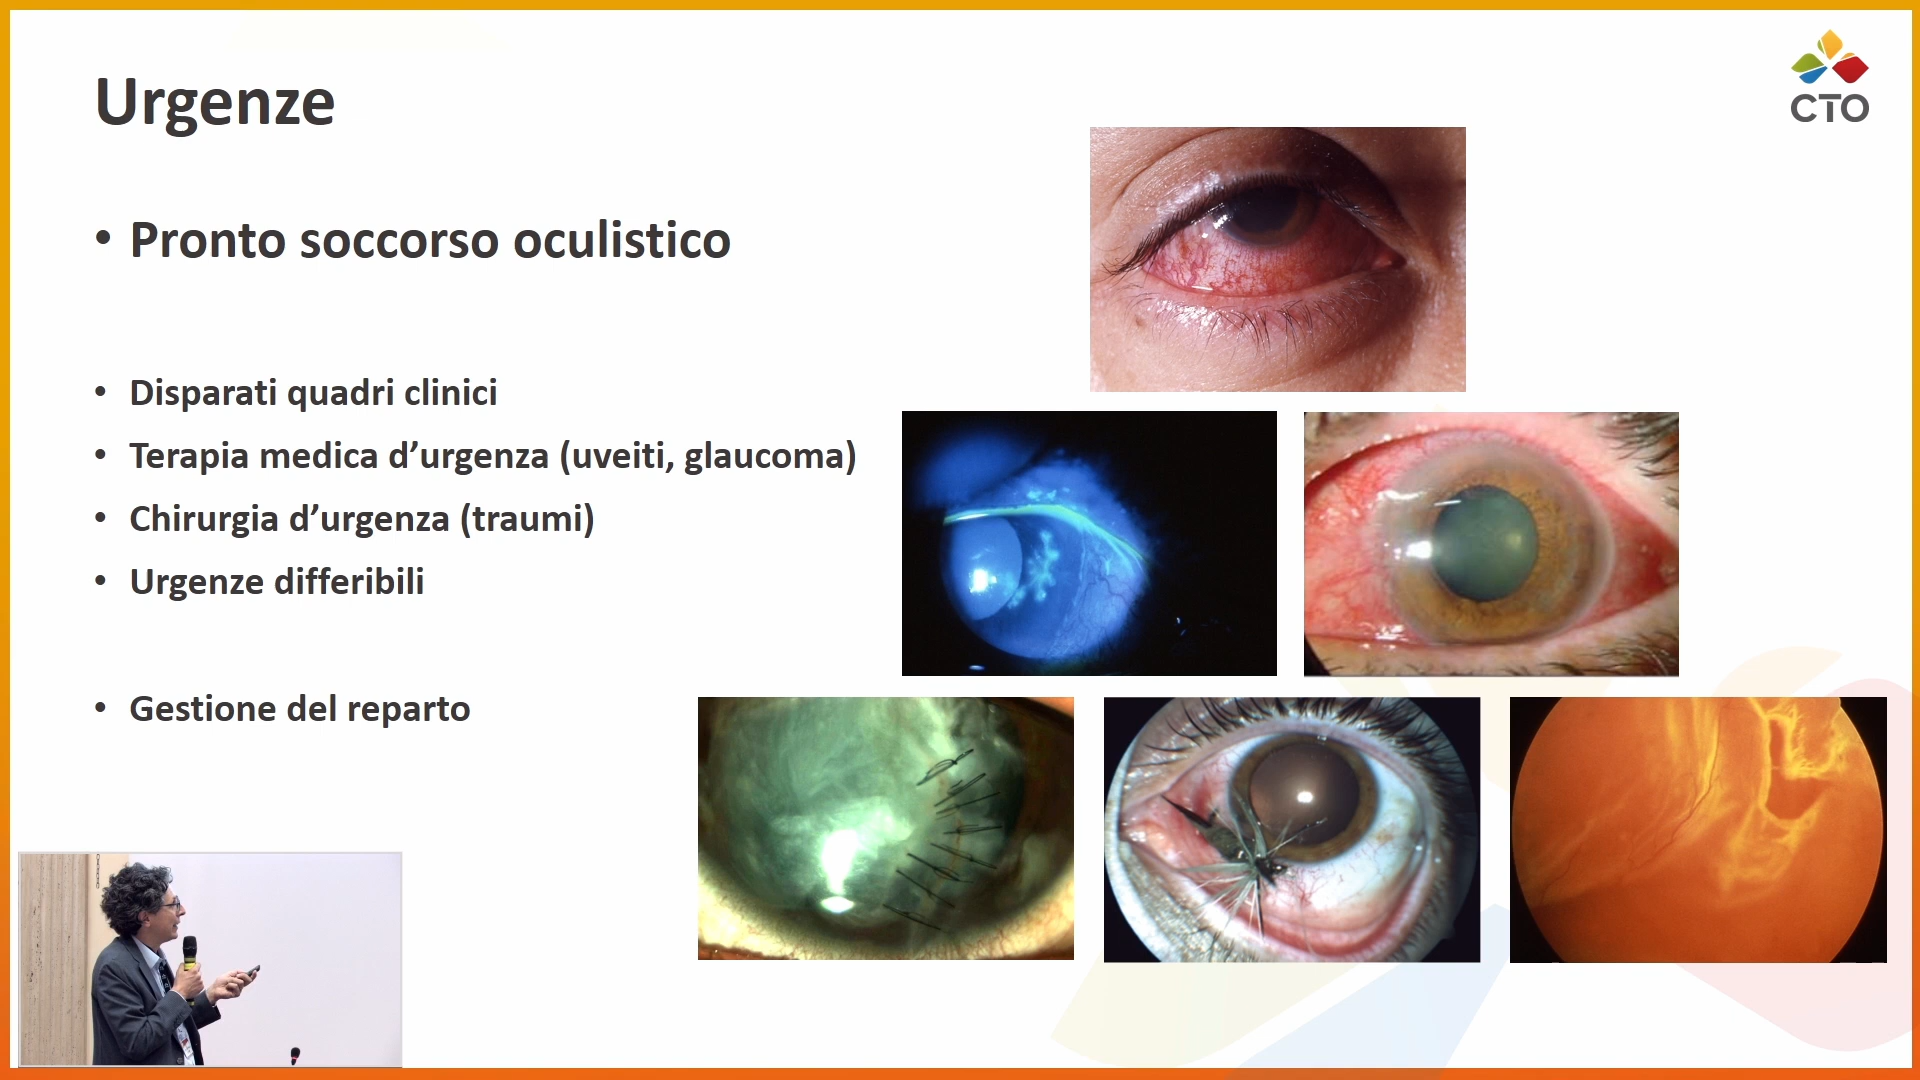 Urgenze
CTO
• Pronto soccorso oculistico
• Disparati quadri clinici
• Terapia medica d’urgenza (uveiti, glaucoma)
• Chirurgia d’urgenza (traumi)
• Urgenze differibili
• Gestione del reparto